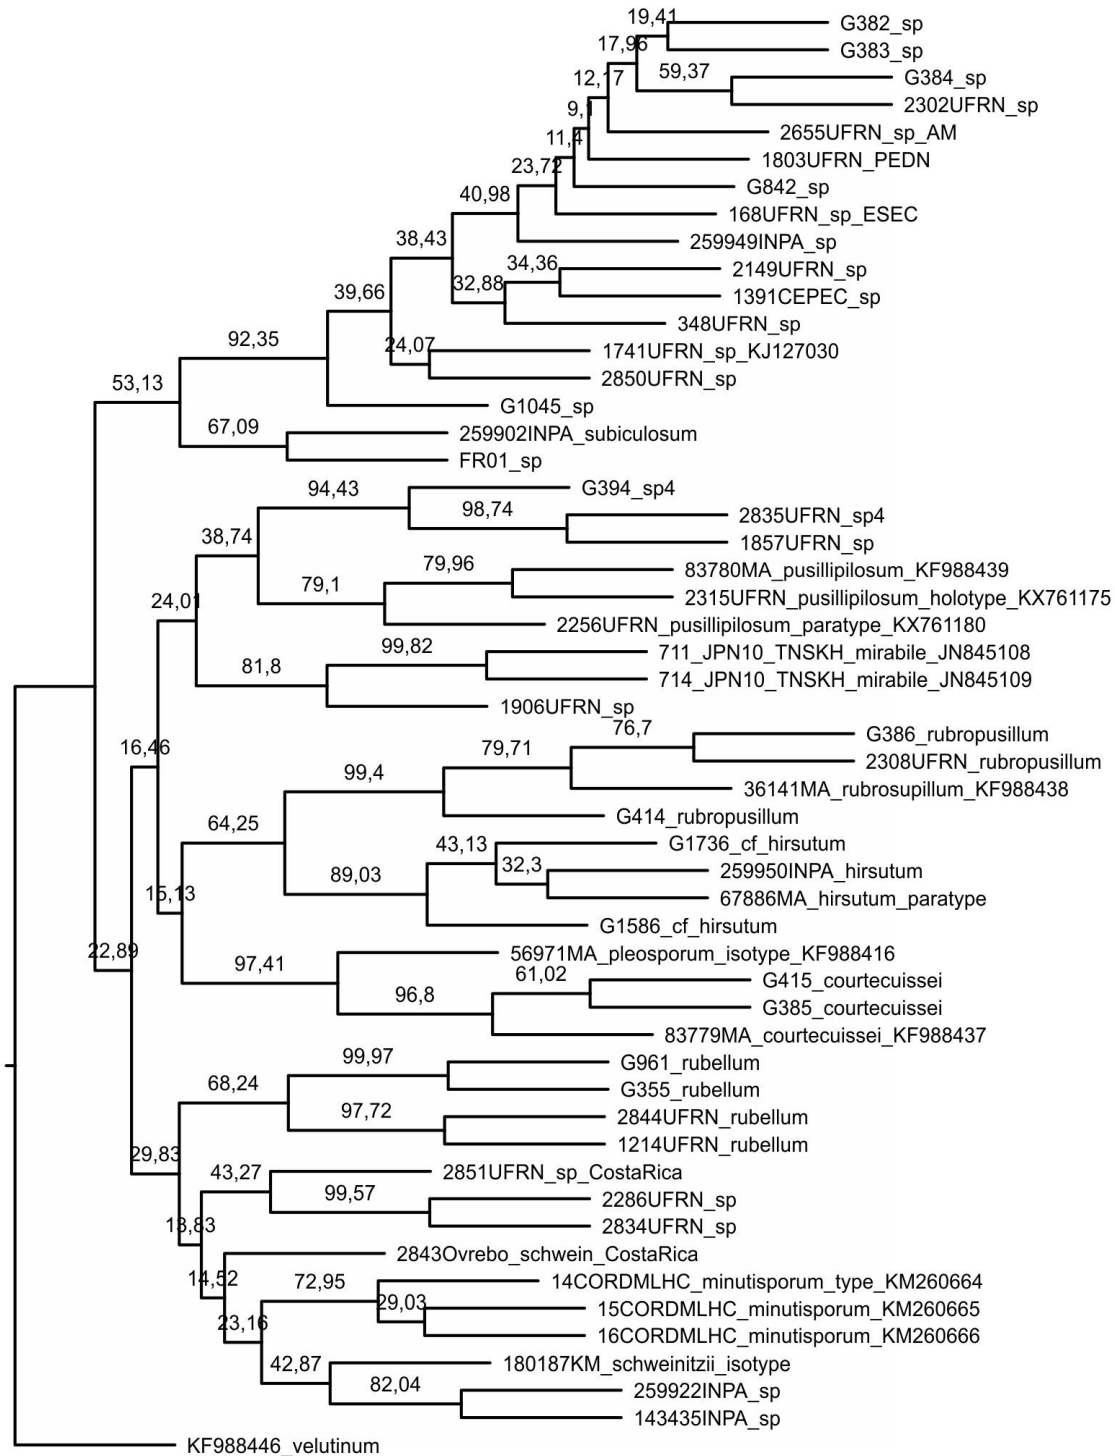 19,41
G382_sp
17,96
G383_sp
59,37
G384_sp
12,17
2302UFRN_sp
9,1
2655UFRN_sp_AM
11,4
1803UFRN_PEDN
23,72
G842_sp
40,98
168UFRN_sp_ESEC
38,43
259949INPA_sp
34,36
2149UFRN_sp
32,88
1391CEPEC_sp
39,66
348UFRN_sp
24,07
1741UFRN_sp_KJ127030
92,35
2850UFRN_sp
53,13
G1045_sp
67,09
259902INPA_subiculosum
FR01_sp
94,43
G394_sp4
98,74
2835UFRN_sp4
38,74
1857UFRN_sp
79,96
83780MA_pusillipilosum_KF988439
79,1
2315UFRN_pusillipilosum_holotype_KX761175
24,01
2256UFRN_pusillipilosum_paratype_KX761180
99,82
711_JPN10_TNSKH_mirabile_JN845108
81,8
714_JPN10_TNSKH_mirabile_JN845109
1906UFRN_sp
76,7
G386_rubropusillum
16,46
79,71
2308UFRN_rubropusillum
99,4
36141MA_rubrosupillum_KF988438
64,25
G414_rubropusillum
43,13
G1736_cf_hirsutum
32,3
259950INPA_hirsutum
89,03
15,13
67886MA_hirsutum_paratype
G1586_cf_hirsutum
22,89
56971MA_pleosporum_isotype_KF988416
97,41
61,02
G415_courtecuissei
96,8
G385_courtecuissei
83779MA_courtecuissei_KF988437
99,97
G961_rubellum
68,24
G355_rubellum
97,72
2844UFRN_rubellum
1214UFRN_rubellum
29,83
43,27
2851UFRN_sp_CostaRica
99,57
2286UFRN_sp
13,83
2834UFRN_sp
2843Ovrebo_schwein_CostaRica
14,52
72,95
14CORDMLHC_minutisporum_type_KM260664
29,03
15CORDMLHC_minutisporum_KM260665
23,16
16CORDMLHC_minutisporum_KM260666
42,87
180187KM_schweinitzii_isotype
82,04
259922INPA_sp
143435INPA_sp
KF988446_velutinum